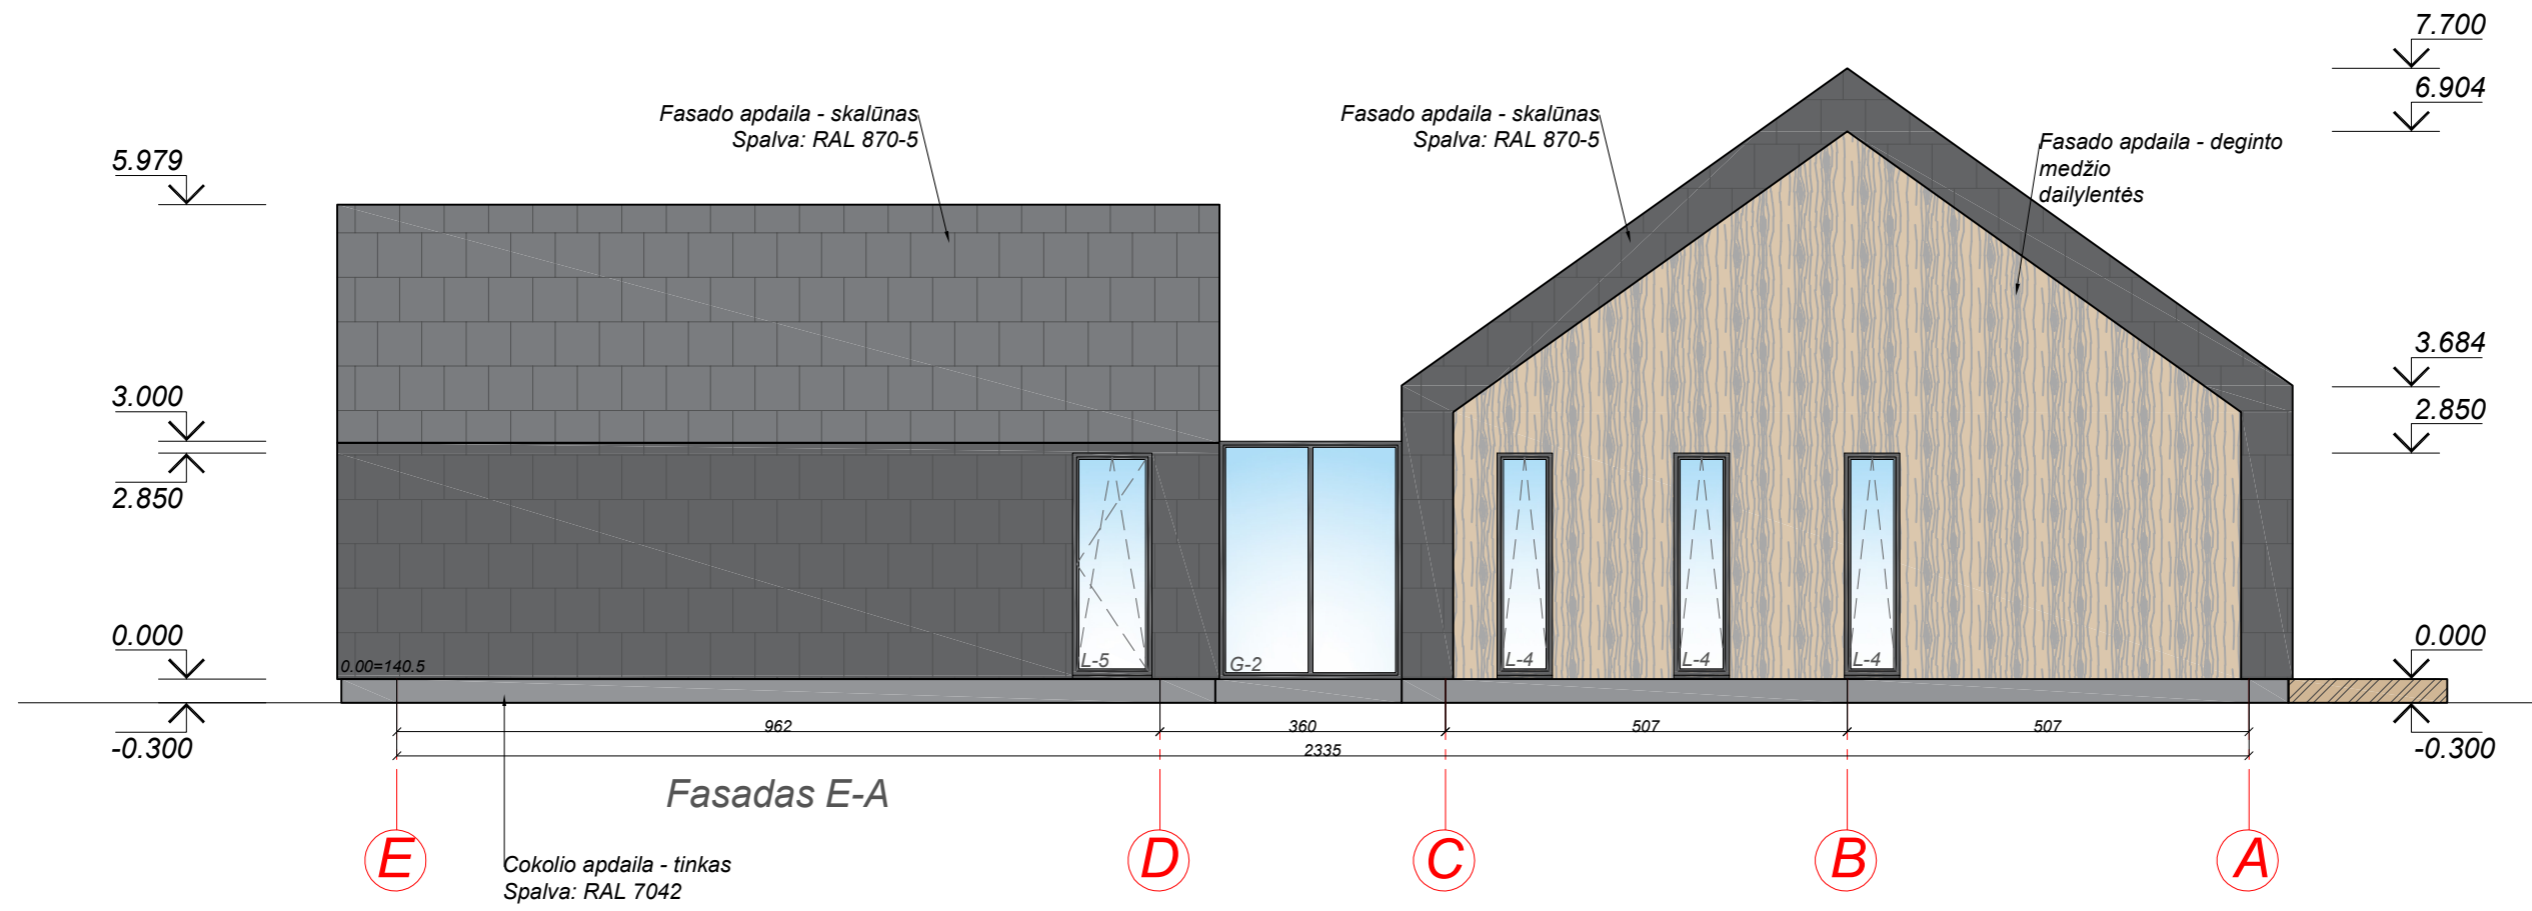 7.700
6.904
Fasado apdaila - skalūnas
Spalva: RAL 870-5
Fasado apdaila - skalūnas
Spalva: RAL 870-5
Fasado apdaila - deginto
medžio
dailylentės
5.979
3.684
3.000
2.850
2.850
0.000
0.000
0.00=140.5
L-5
G-2
L-4
L-4
L-4
962
360
507
507
-0.300
-0.300
2335
Fasadas E-A
E
D
C
B
A
Cokolio apdaila - tinkas
Spalva: RAL 7042